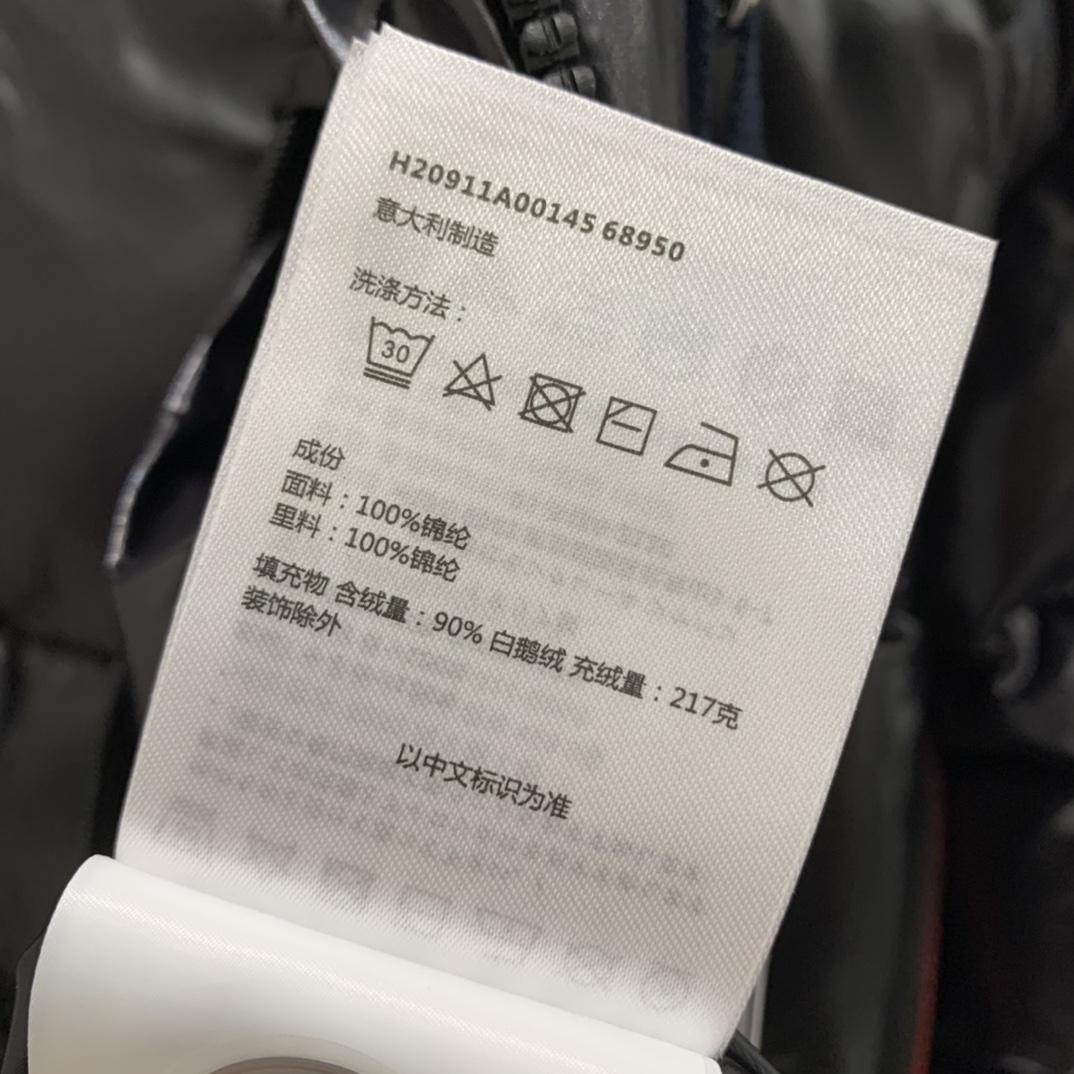 H20911A00145 68950
意大利制造
洗涤方法：
30
成份
面料：100%锦纶
里料：100%锦纶
填充物 含绒量：90% 白鹅绒 充绒量：217克
装饰除外
以中文标识为准